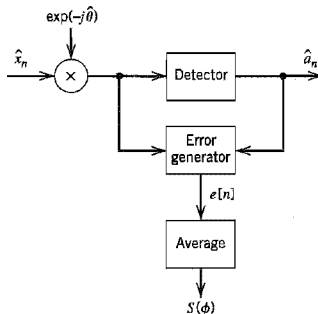 exp(-jθ̂)
x̂ₙ
×
Detector
âₙ
Error
generator
e[n]
Average
S(ϕ)